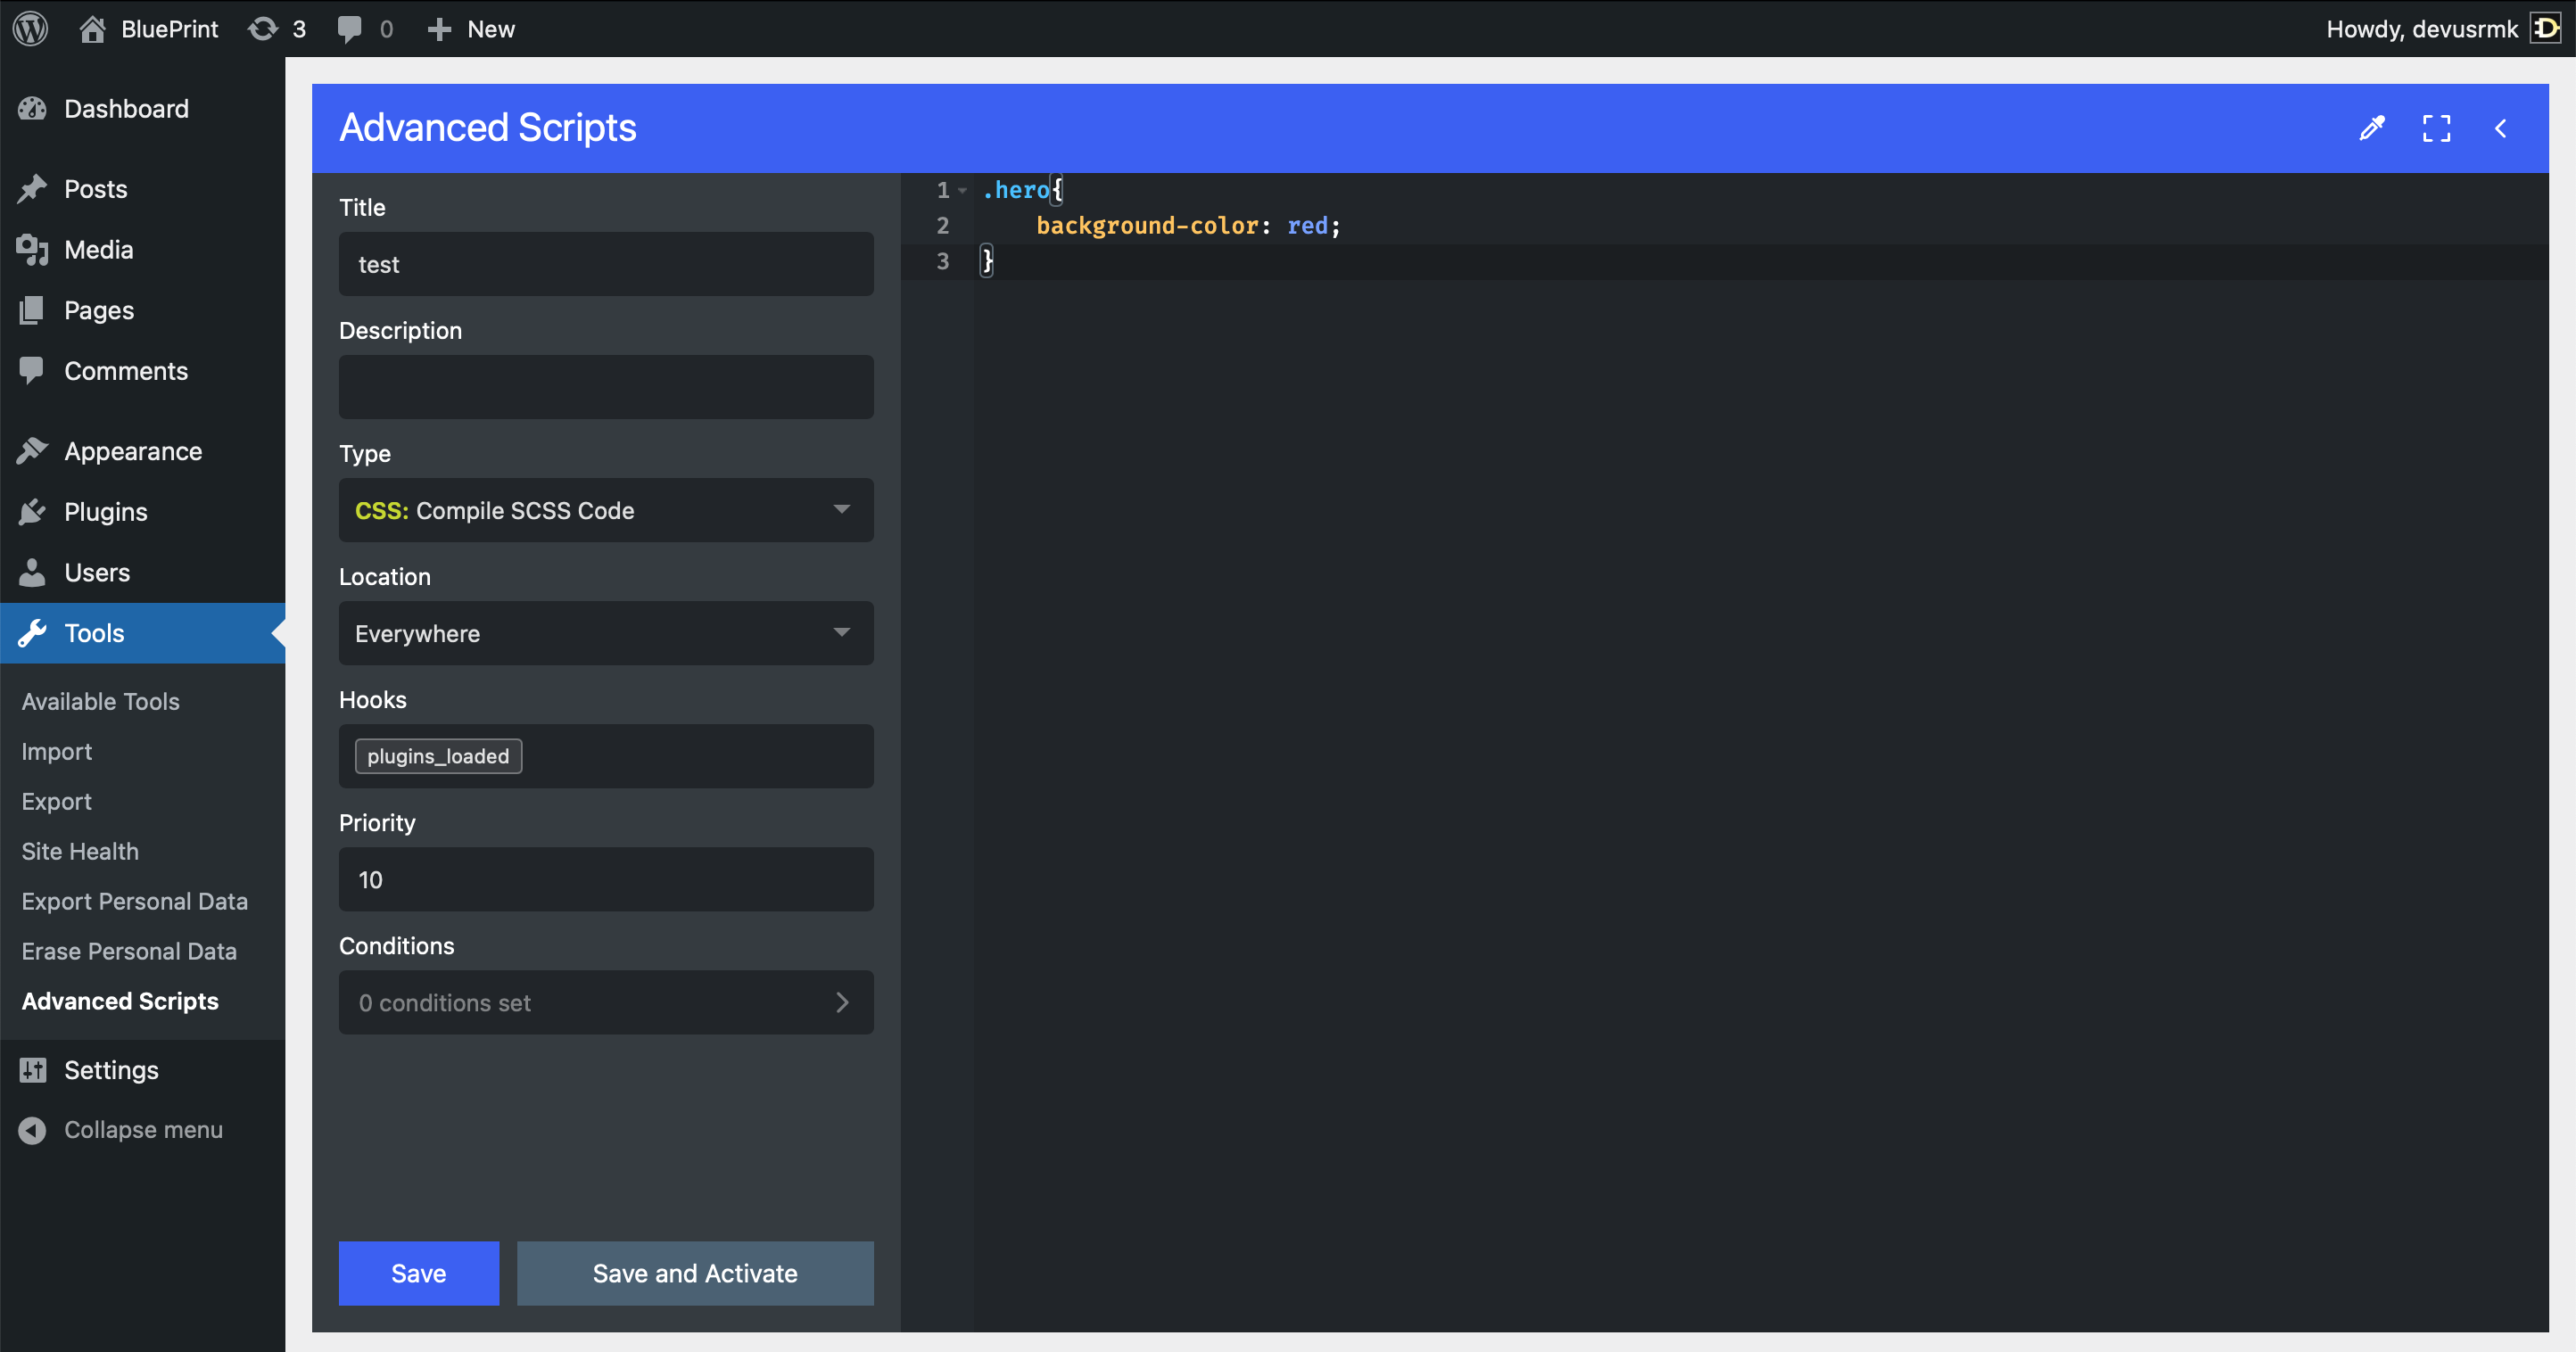 BluePrint 3 0 New Howdy, devusrmk
Dashboard
Posts
Media
Pages
Comments
Appearance
Plugins
Users
Tools
Available Tools
Import
Export
Site Health
Export Personal Data
Erase Personal Data
Advanced Scripts
Settings
Collapse menu
Advanced Scripts
Title
test
Description
Type
CSS: Compile SCSS Code
Location
Everywhere
Hooks
plugins_loaded
Priority
10
Conditions
0 conditions set
Save Save and Activate
1 .hero{
2 background-color: red;
3 }